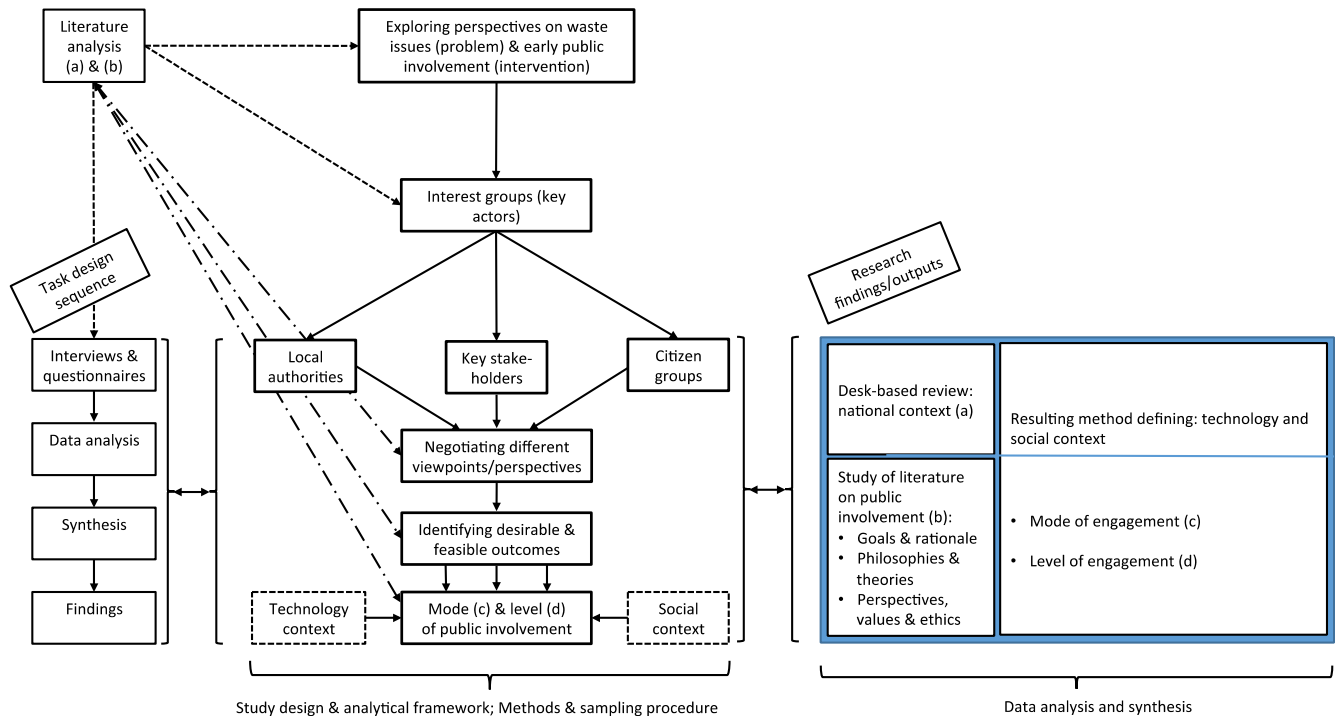 Literature
analysis
(a) & (b)
Exploring perspectives on waste
issues (problem) & early public
involvement (intervention)
Interest groups (key
actors)
Task design
sequence
Research
findings/outputs
Interviews &
questionnaires
Data analysis
Synthesis
Findings
Local
authorities
Key stake-
holders
Citizen
groups
Negotiating different
viewpoints/perspectives
Identifying desirable &
feasible outcomes
Technology
context
Mode (c) & level (d)
of public involvement
Social
context
Desk-based review:
national context (a)
Study of literature
on public
involvement (b):
• Goals & rationale
• Philosophies &
theories
• Perspectives,
values & ethics
Resulting method defining: technology and
social context
• Mode of engagement (c)
• Level of engagement (d)
Study design & analytical framework; Methods & sampling procedure
Data analysis and synthesis